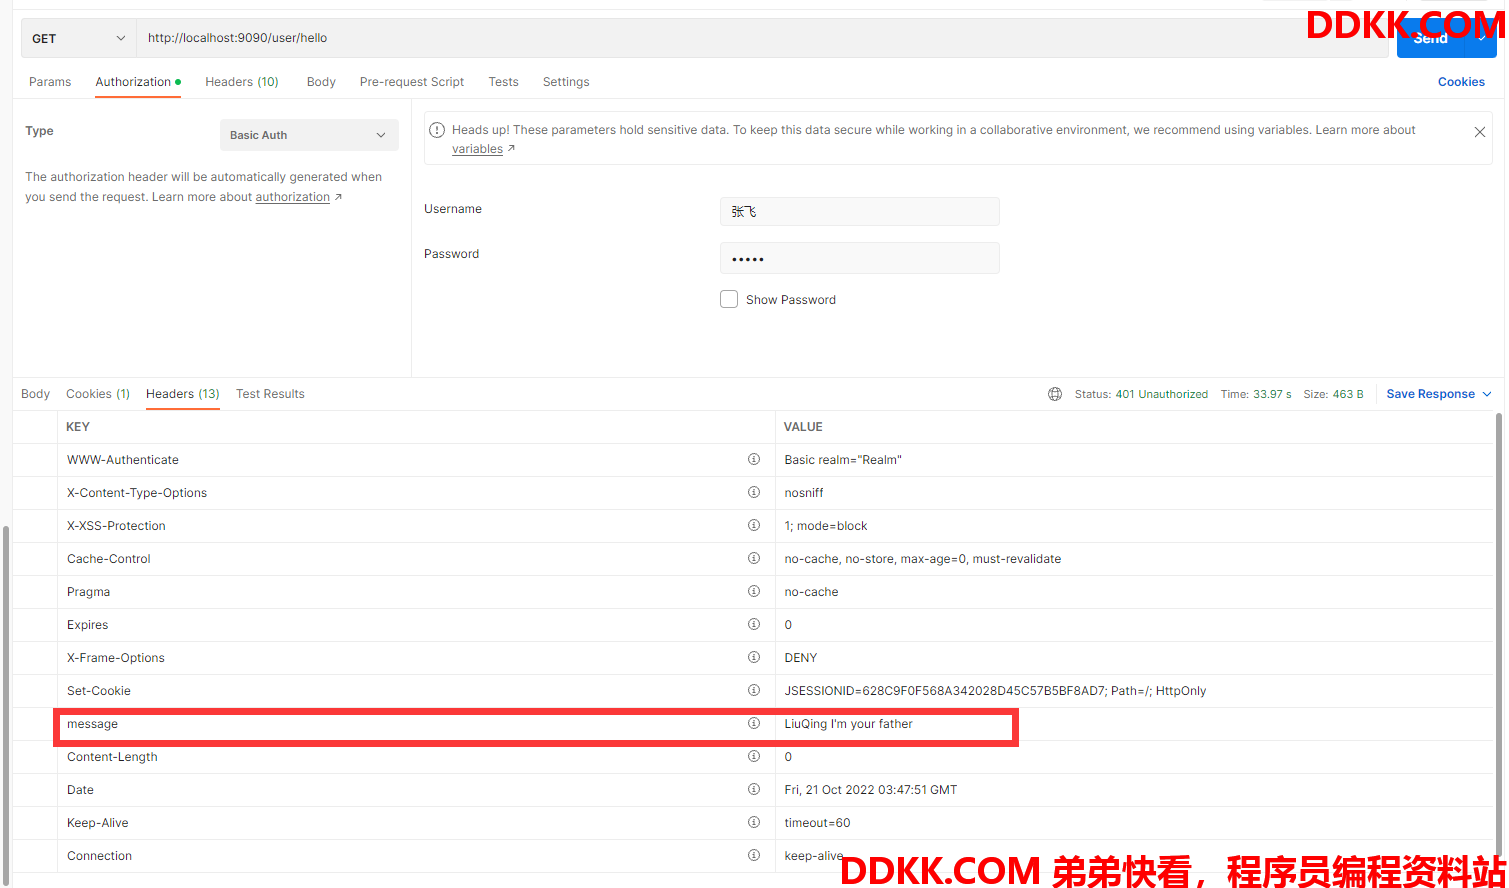 DDKK.COM
GET
http://localhost:9090/user/hello
Send
Params
Authorization
Headers (10)
Body
Pre-request Script
Tests
Settings
Cookies
Type
Basic Auth
The authorization header will be automatically generated when
you send the request. Learn more about authorization ↗
Heads up! These parameters hold sensitive data. To keep this data secure while working in a collaborative environment, we recommend using variables. Learn more about
variables ↗
Username
张飞
Password
•••••
Show Password
Body
Cookies (1)
Headers (13)
Test Results
Status: 401 Unauthorized
Time: 33.97 s
Size: 463 B
Save Response
KEY
VALUE
WWW-Authenticate
Basic realm="Realm"
X-Content-Type-Options
nosniff
X-XSS-Protection
1; mode=block
Cache-Control
no-cache, no-store, max-age=0, must-revalidate
Pragma
no-cache
Expires
0
X-Frame-Options
DENY
Set-Cookie
JSESSIONID=628C9F0F568A342028D45C57B5BF8AD7; Path=/; HttpOnly
message
LiuQing I'm your father
Content-Length
0
Date
Fri, 21 Oct 2022 03:47:51 GMT
Keep-Alive
timeout=60
Connection
keep-alive
DDKK.COM 弟弟快看，程序员编程资料站